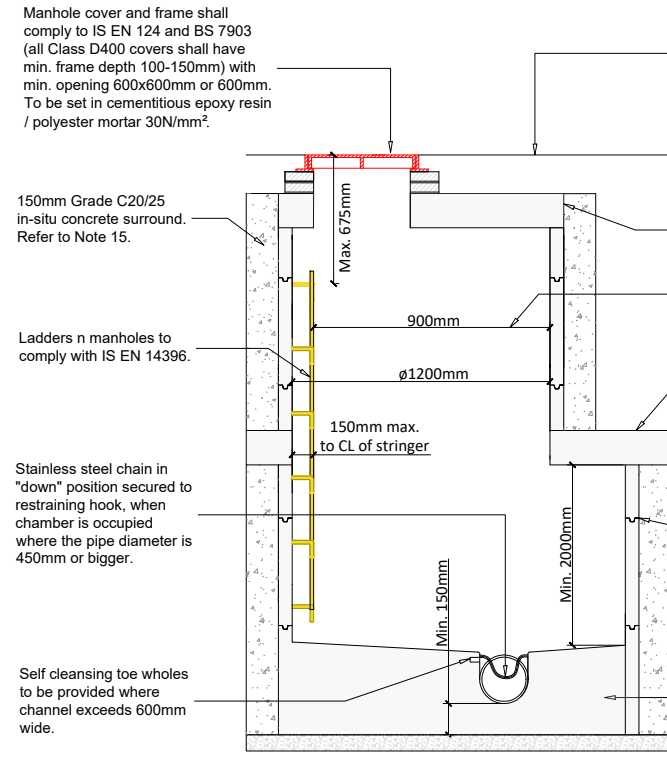 Manhole cover and frame shall
comply to IS EN 124 and BS 7903
(all Class D400 covers shall have
min. frame depth 100-150mm) with
min. opening 600x600mm or 600mm.
To be set in cementitious epoxy resin
/ polyester mortar 30N/mm².
150mm Grade C20/25
in-situ concrete surround.
Refer to Note 15.
Max. 675mm
900mm
Ladders n manholes to
comply with IS EN 14396.
ø1200mm
150mm max.
to CL of stringer
Stainless steel chain in
"down" position secured to
restraining hook, when
chamber is occupied
where the pipe diameter is
450mm or bigger.
Min. 2000mm
Min. 150mm
Self cleansing toe wholes
to be provided where
channel exceeds 600mm
wide.